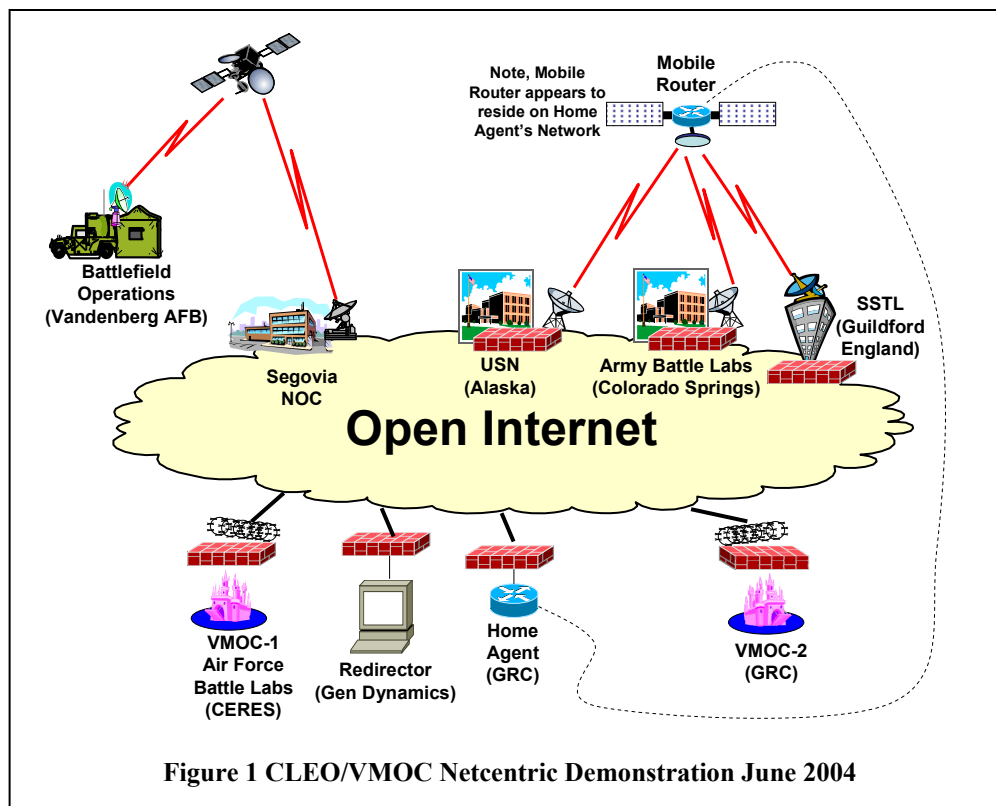 Note, Mobile
Router appears to
reside on Home
Agent's Network
Mobile
Router
Battlefield
Operations
(Vandenberg AFB)
Segovia
NOC
USN
(Alaska)
Army Battle Labs
(Colorado Springs)
SSTL
(Guildford
England)
Open Internet
VMOC-1
Air Force
Battle Labs
(CERES)
Redirector
(Gen Dynamics)
Home
Agent
(GRC)
VMOC-2
(GRC)
Figure 1 CLEO/VMOC Netcentric Demonstration June 2004